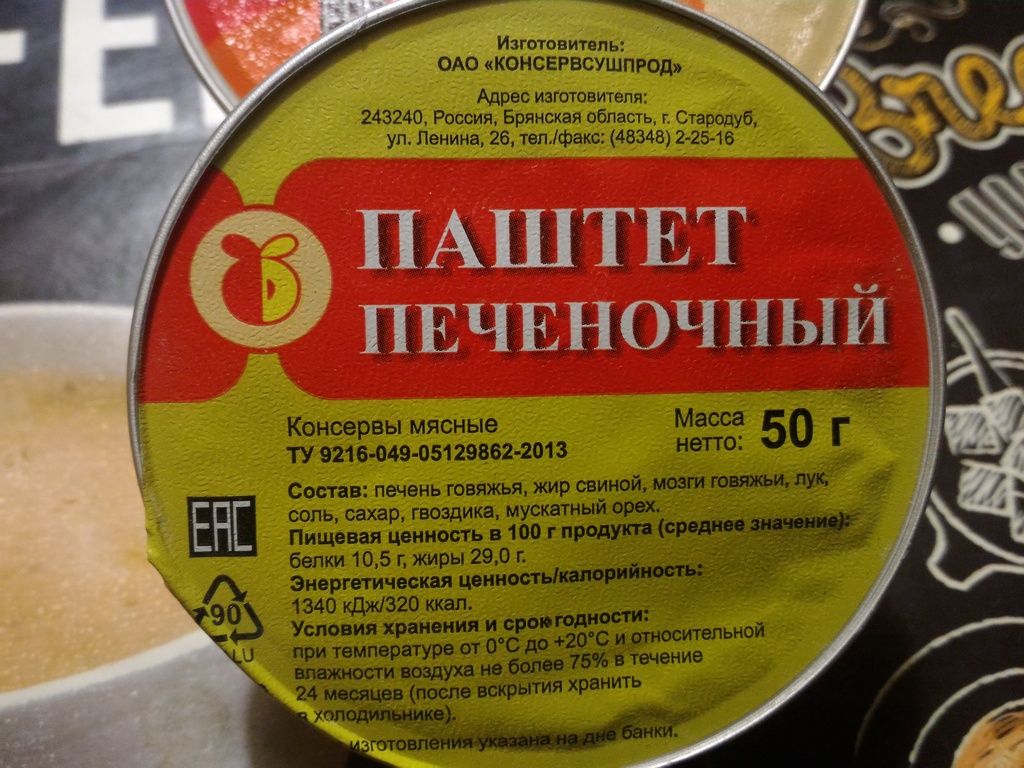 Изготовитель:
ОАО «КОНСЕРВСУШПРОД»
Адрес изготовителя:
243240, Россия, Брянская область, г. Стародуб,
ул. Ленина, 26, тел./факс: (48348) 2-25-16
ПАШТЕТ
ПЕЧЕНОЧНЫЙ
Консервы мясные
ТУ 9216-049-05129862-2013
Масса
нетто: 50 г
Состав: печень говяжья, жир свиной, мозги говяжьи, лук,
соль, сахар, гвоздика, мускатный орех.
Пищевая ценность в 100 г продукта (среднее значение):
белки 10,5 г, жиры 29,0 г.
Энергетическая ценность/калорийность:
1340 кДж/320 ккал.
Условия хранения и срок годности:
при температуре от 0°С до +20°С и относительной
влажности воздуха не более 75% в течение
24 месяцев (после вскрытия хранить
в холодильнике).
изготовления указана на дне банки.
EAC
90
LU